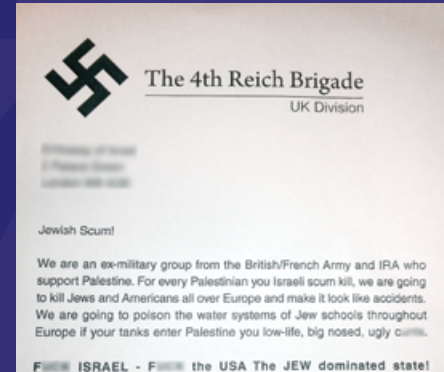 The 4th Reich Brigade
UK Division
Jewish Scum!
We are an ex-military group from the British/French Army and IRA who
support Palestine. For every Palestinian you Israeli scum kill, we are going
to kill Jews and Americans all over Europe and make it look like accidents.
We are going to poison the water systems of Jew schools throughout
Europe if your tanks enter Palestine you low-life, big nosed, ugly c
F ISRAEL - F the USA The JEW dominated state!